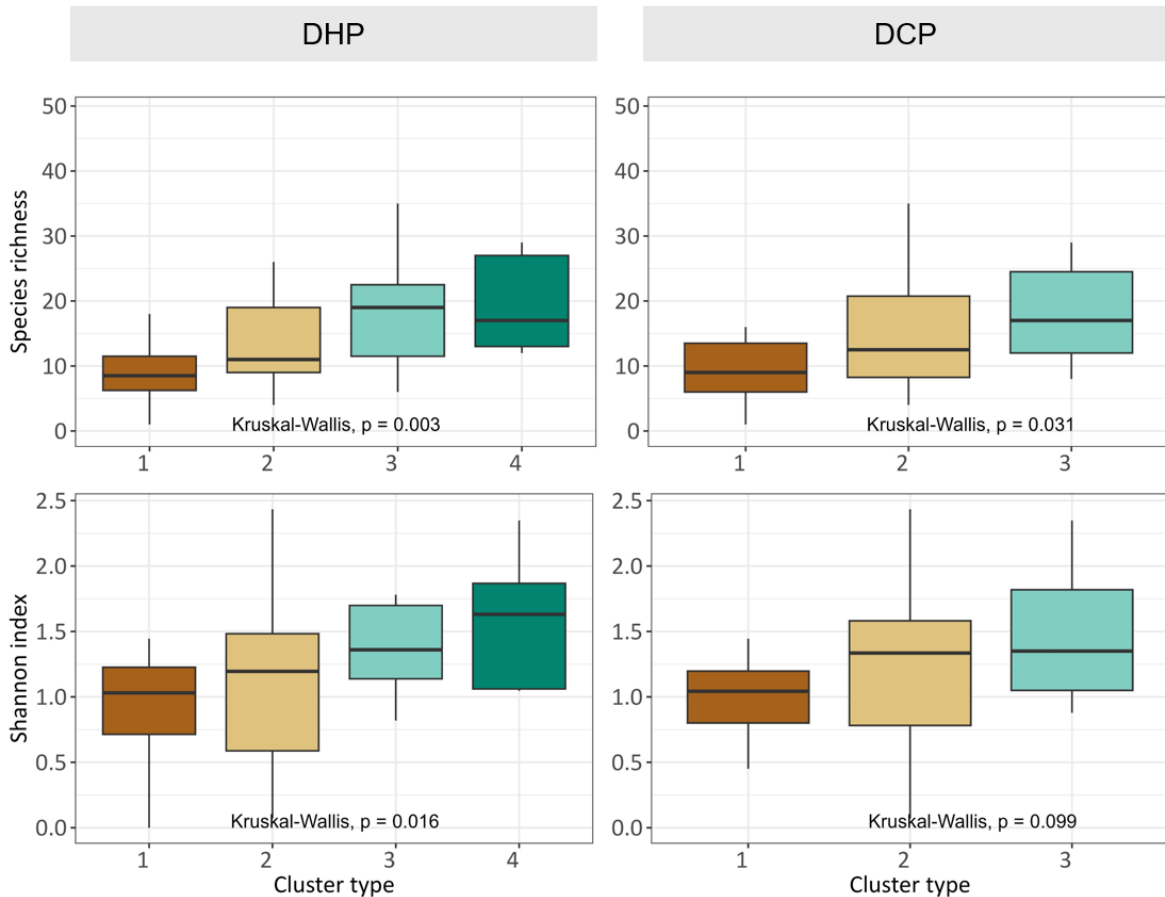 DHP
DCP
Species richness
50
40
30
20
10
0
Kruskal-Wallis, p = 0.003
1 2 3 4
50
40
30
20
10
0
Kruskal-Wallis, p = 0.031
1 2 3
Shannon index
2.5
2.0
1.5
1.0
0.5
0.0
Kruskal-Wallis, p = 0.016
1 2 3 4
Cluster type
2.5
2.0
1.5
1.0
0.5
0.0
Kruskal-Wallis, p = 0.099
1 2 3
Cluster type